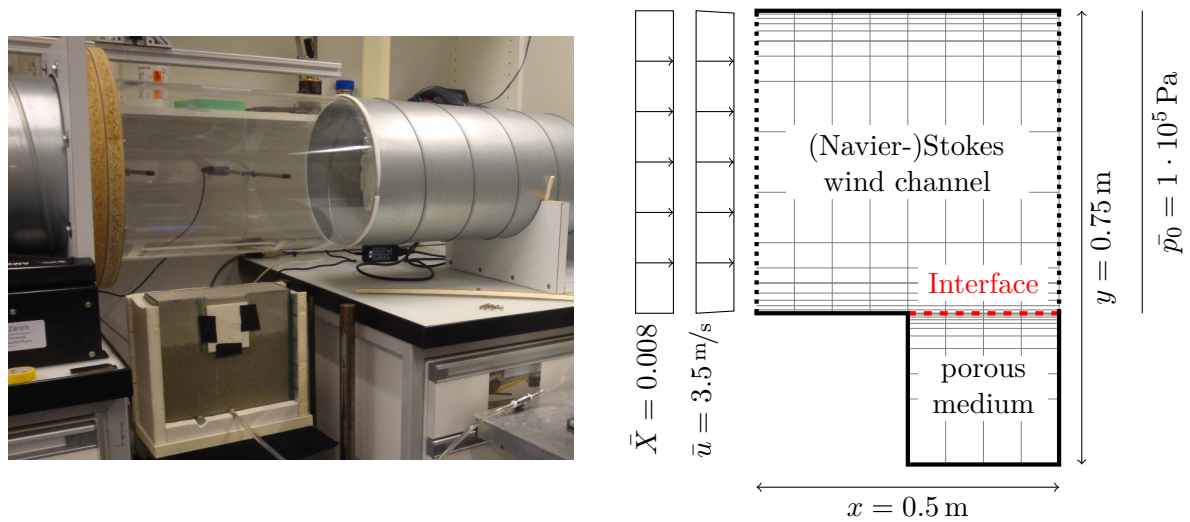 Zürich
(Navier-)Stokes
wind channel
Interface
porous
medium
X̄ = 0.008
ū = 3.5 m/s
x = 0.5 m
y = 0.75 m
p̄₀ = 1 · 10⁵ Pa